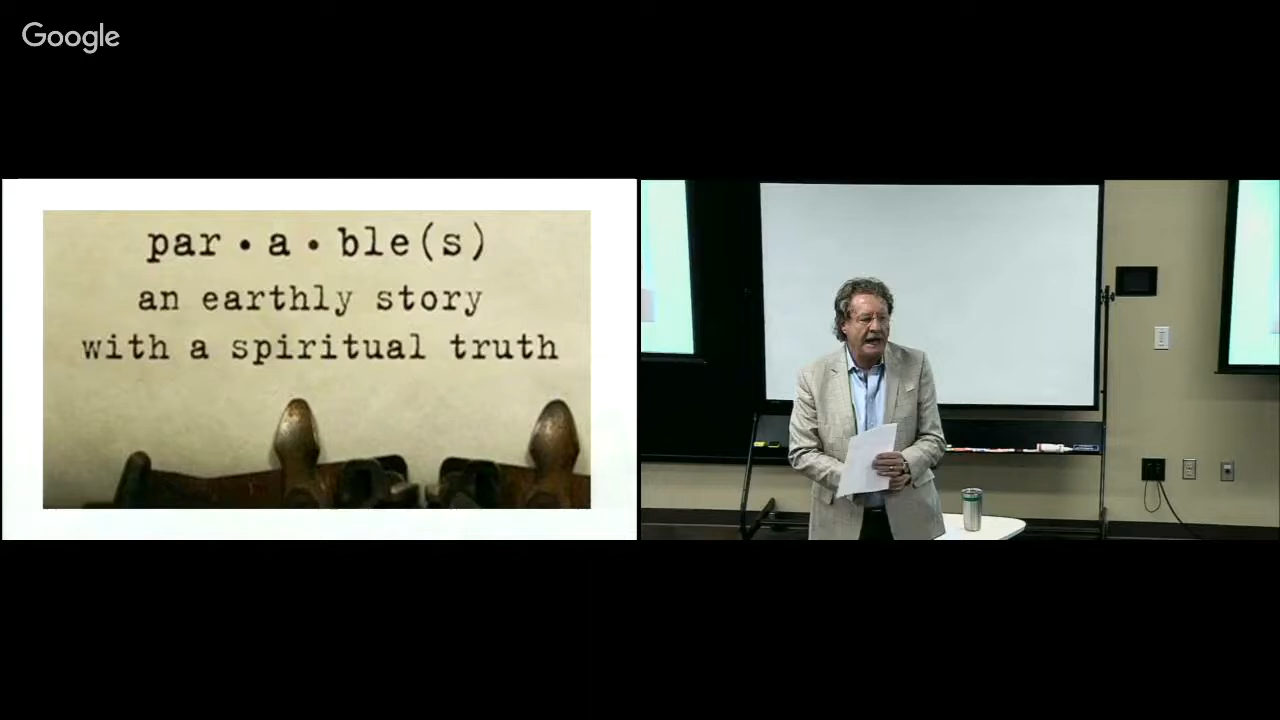 Google
par • a • ble(s)
an earthly story
with a spiritual truth